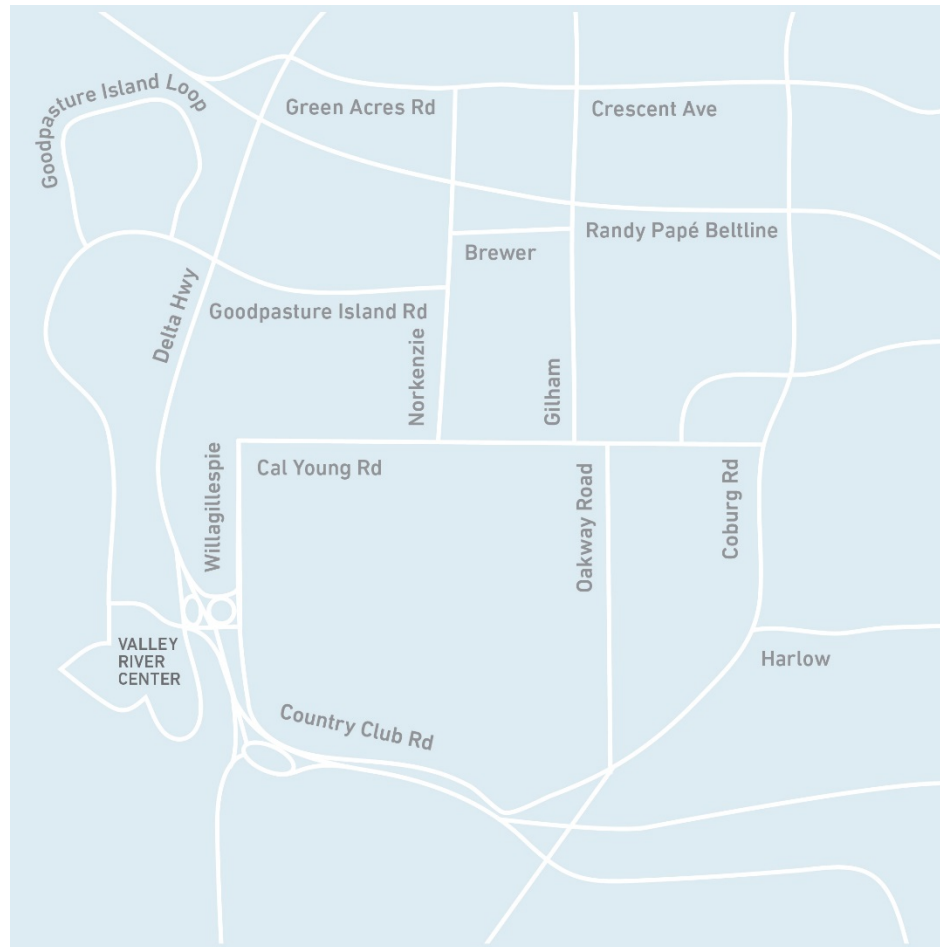 Goodpasture Island Loop
Green Acres Rd
Crescent Ave
Randy Papé Beltline
Brewer
Delta Hwy
Goodpasture Island Rd
Norkenzie
Gilham
Willagillespie
Cal Young Rd
Oakway Road
Coburg Rd
VALLEY
RIVER
CENTER
Harlow
Country Club Rd